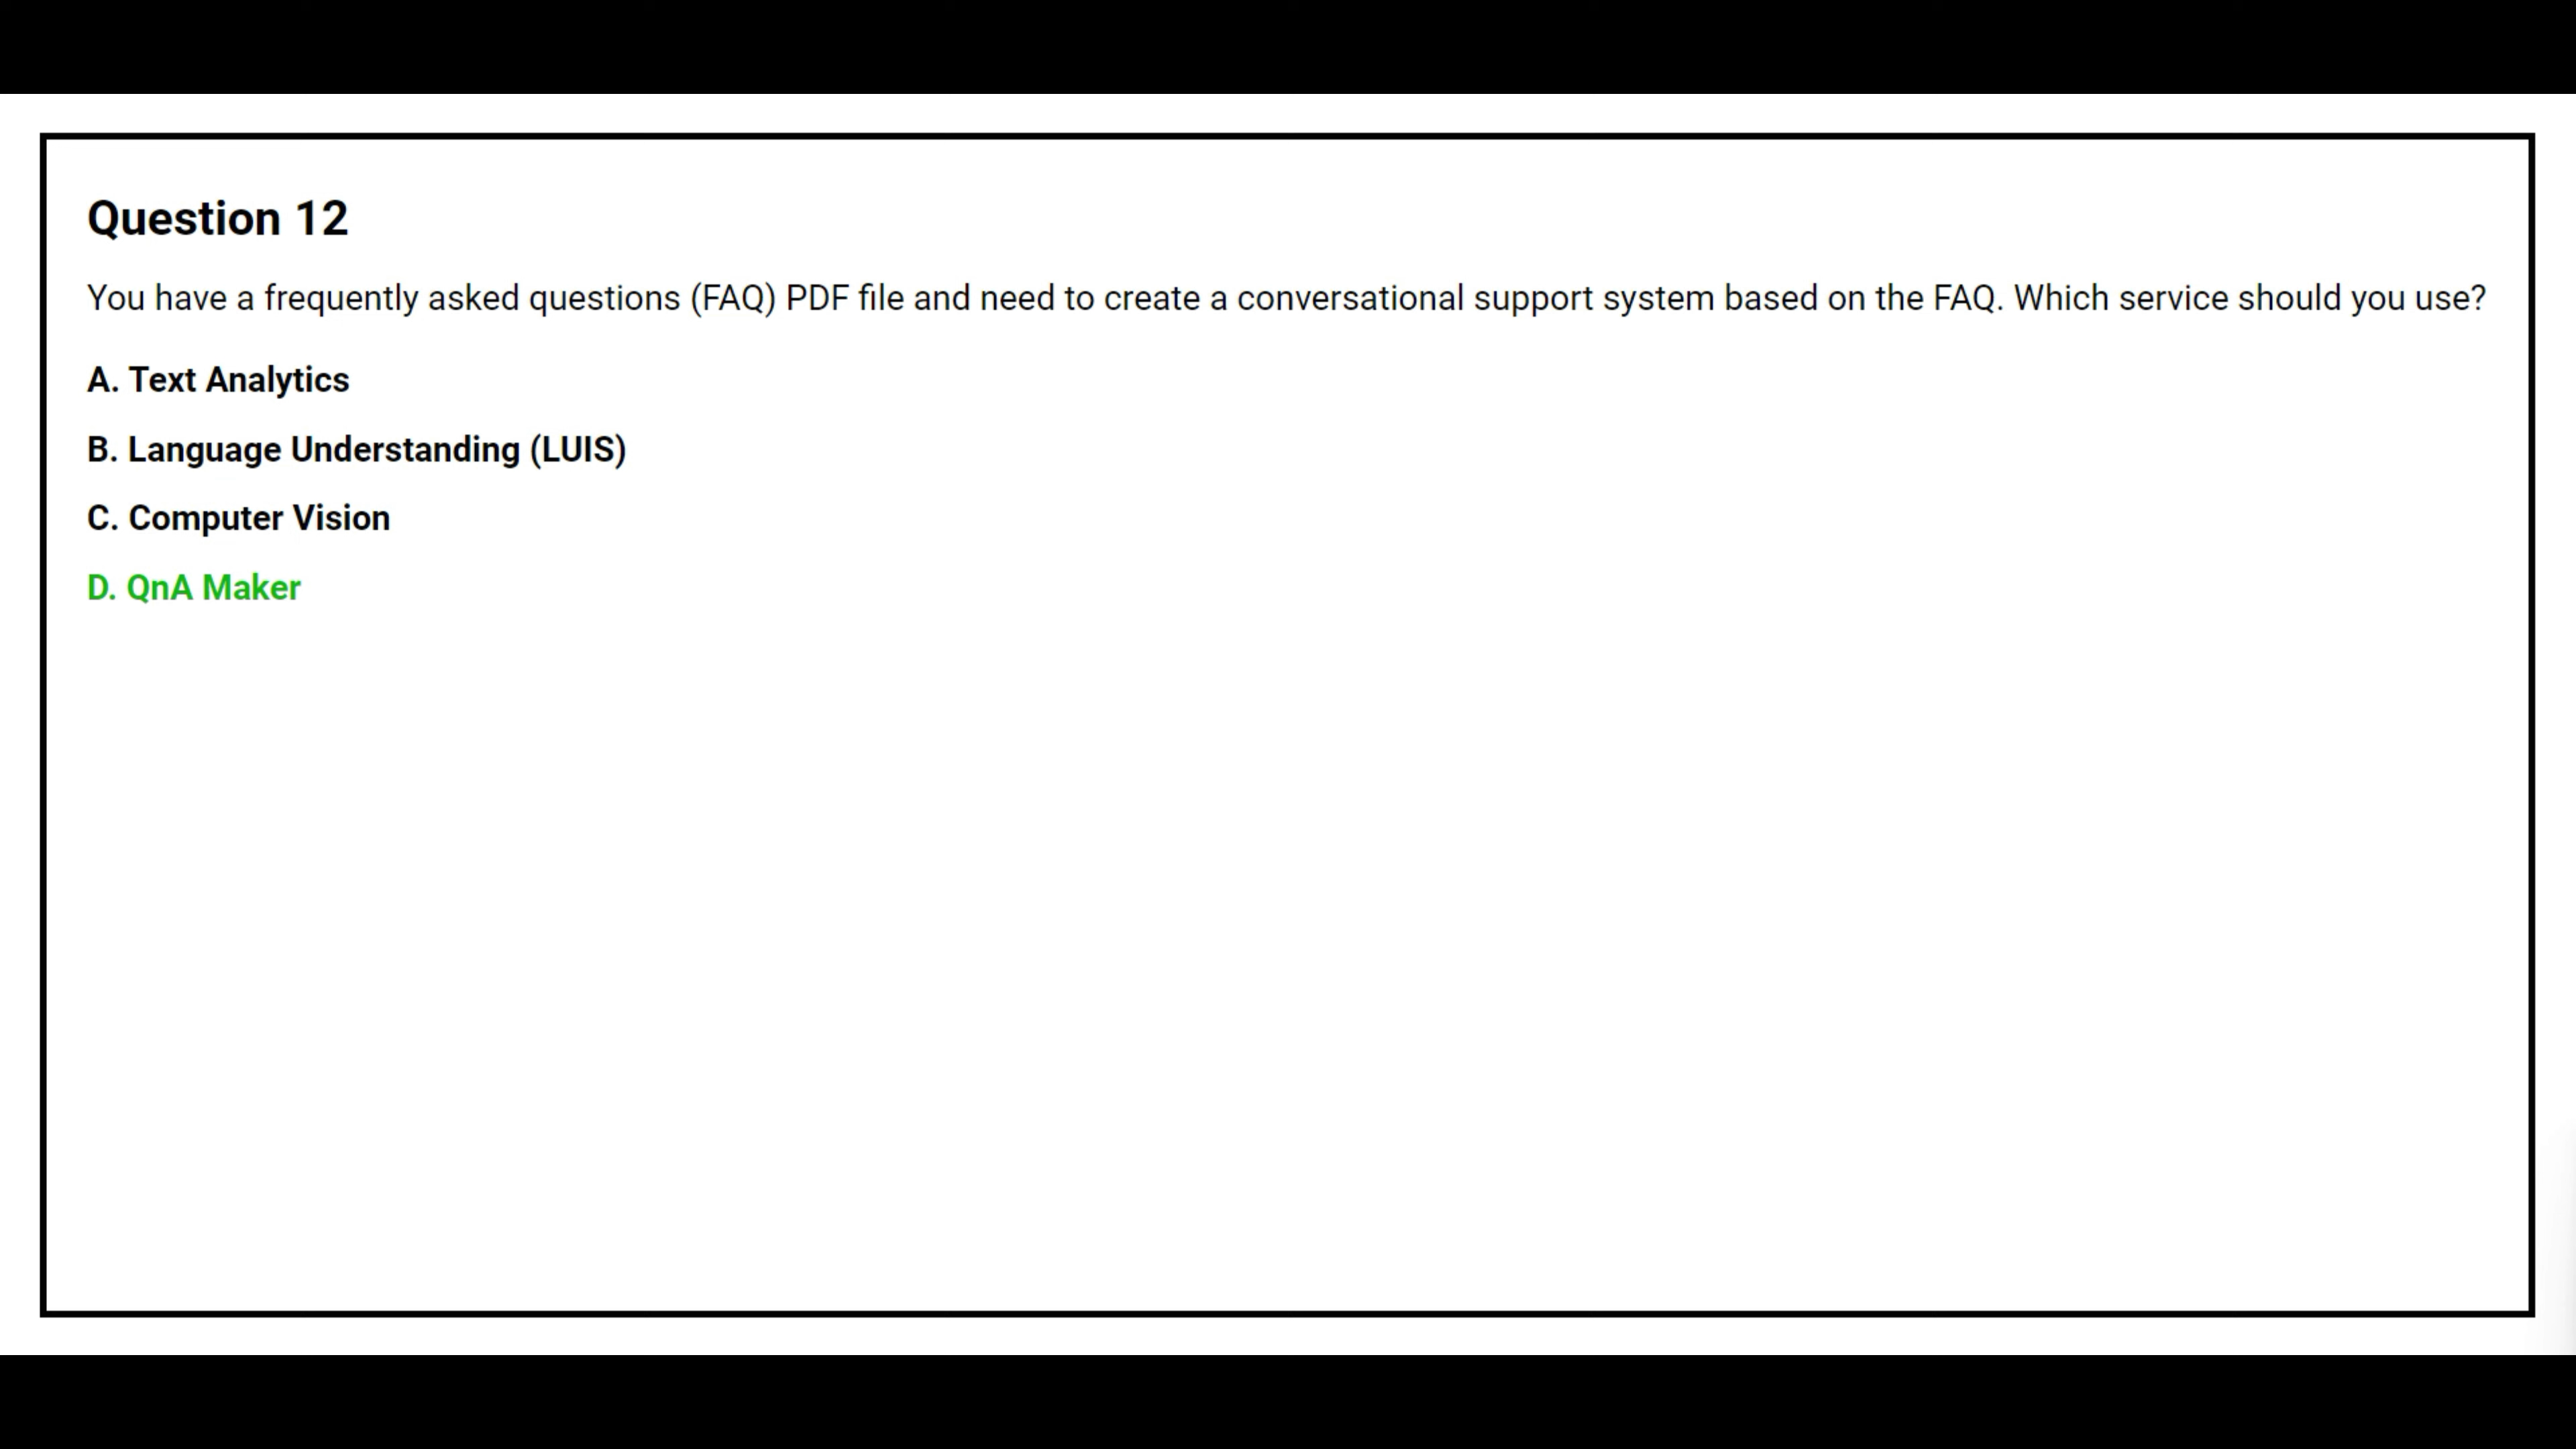 Question 12
You have a frequently asked questions (FAQ) PDF file and need to create a conversational support system based on the FAQ. Which service should you use?
A. Text Analytics
B. Language Understanding (LUIS)
C. Computer Vision
D. QnA Maker